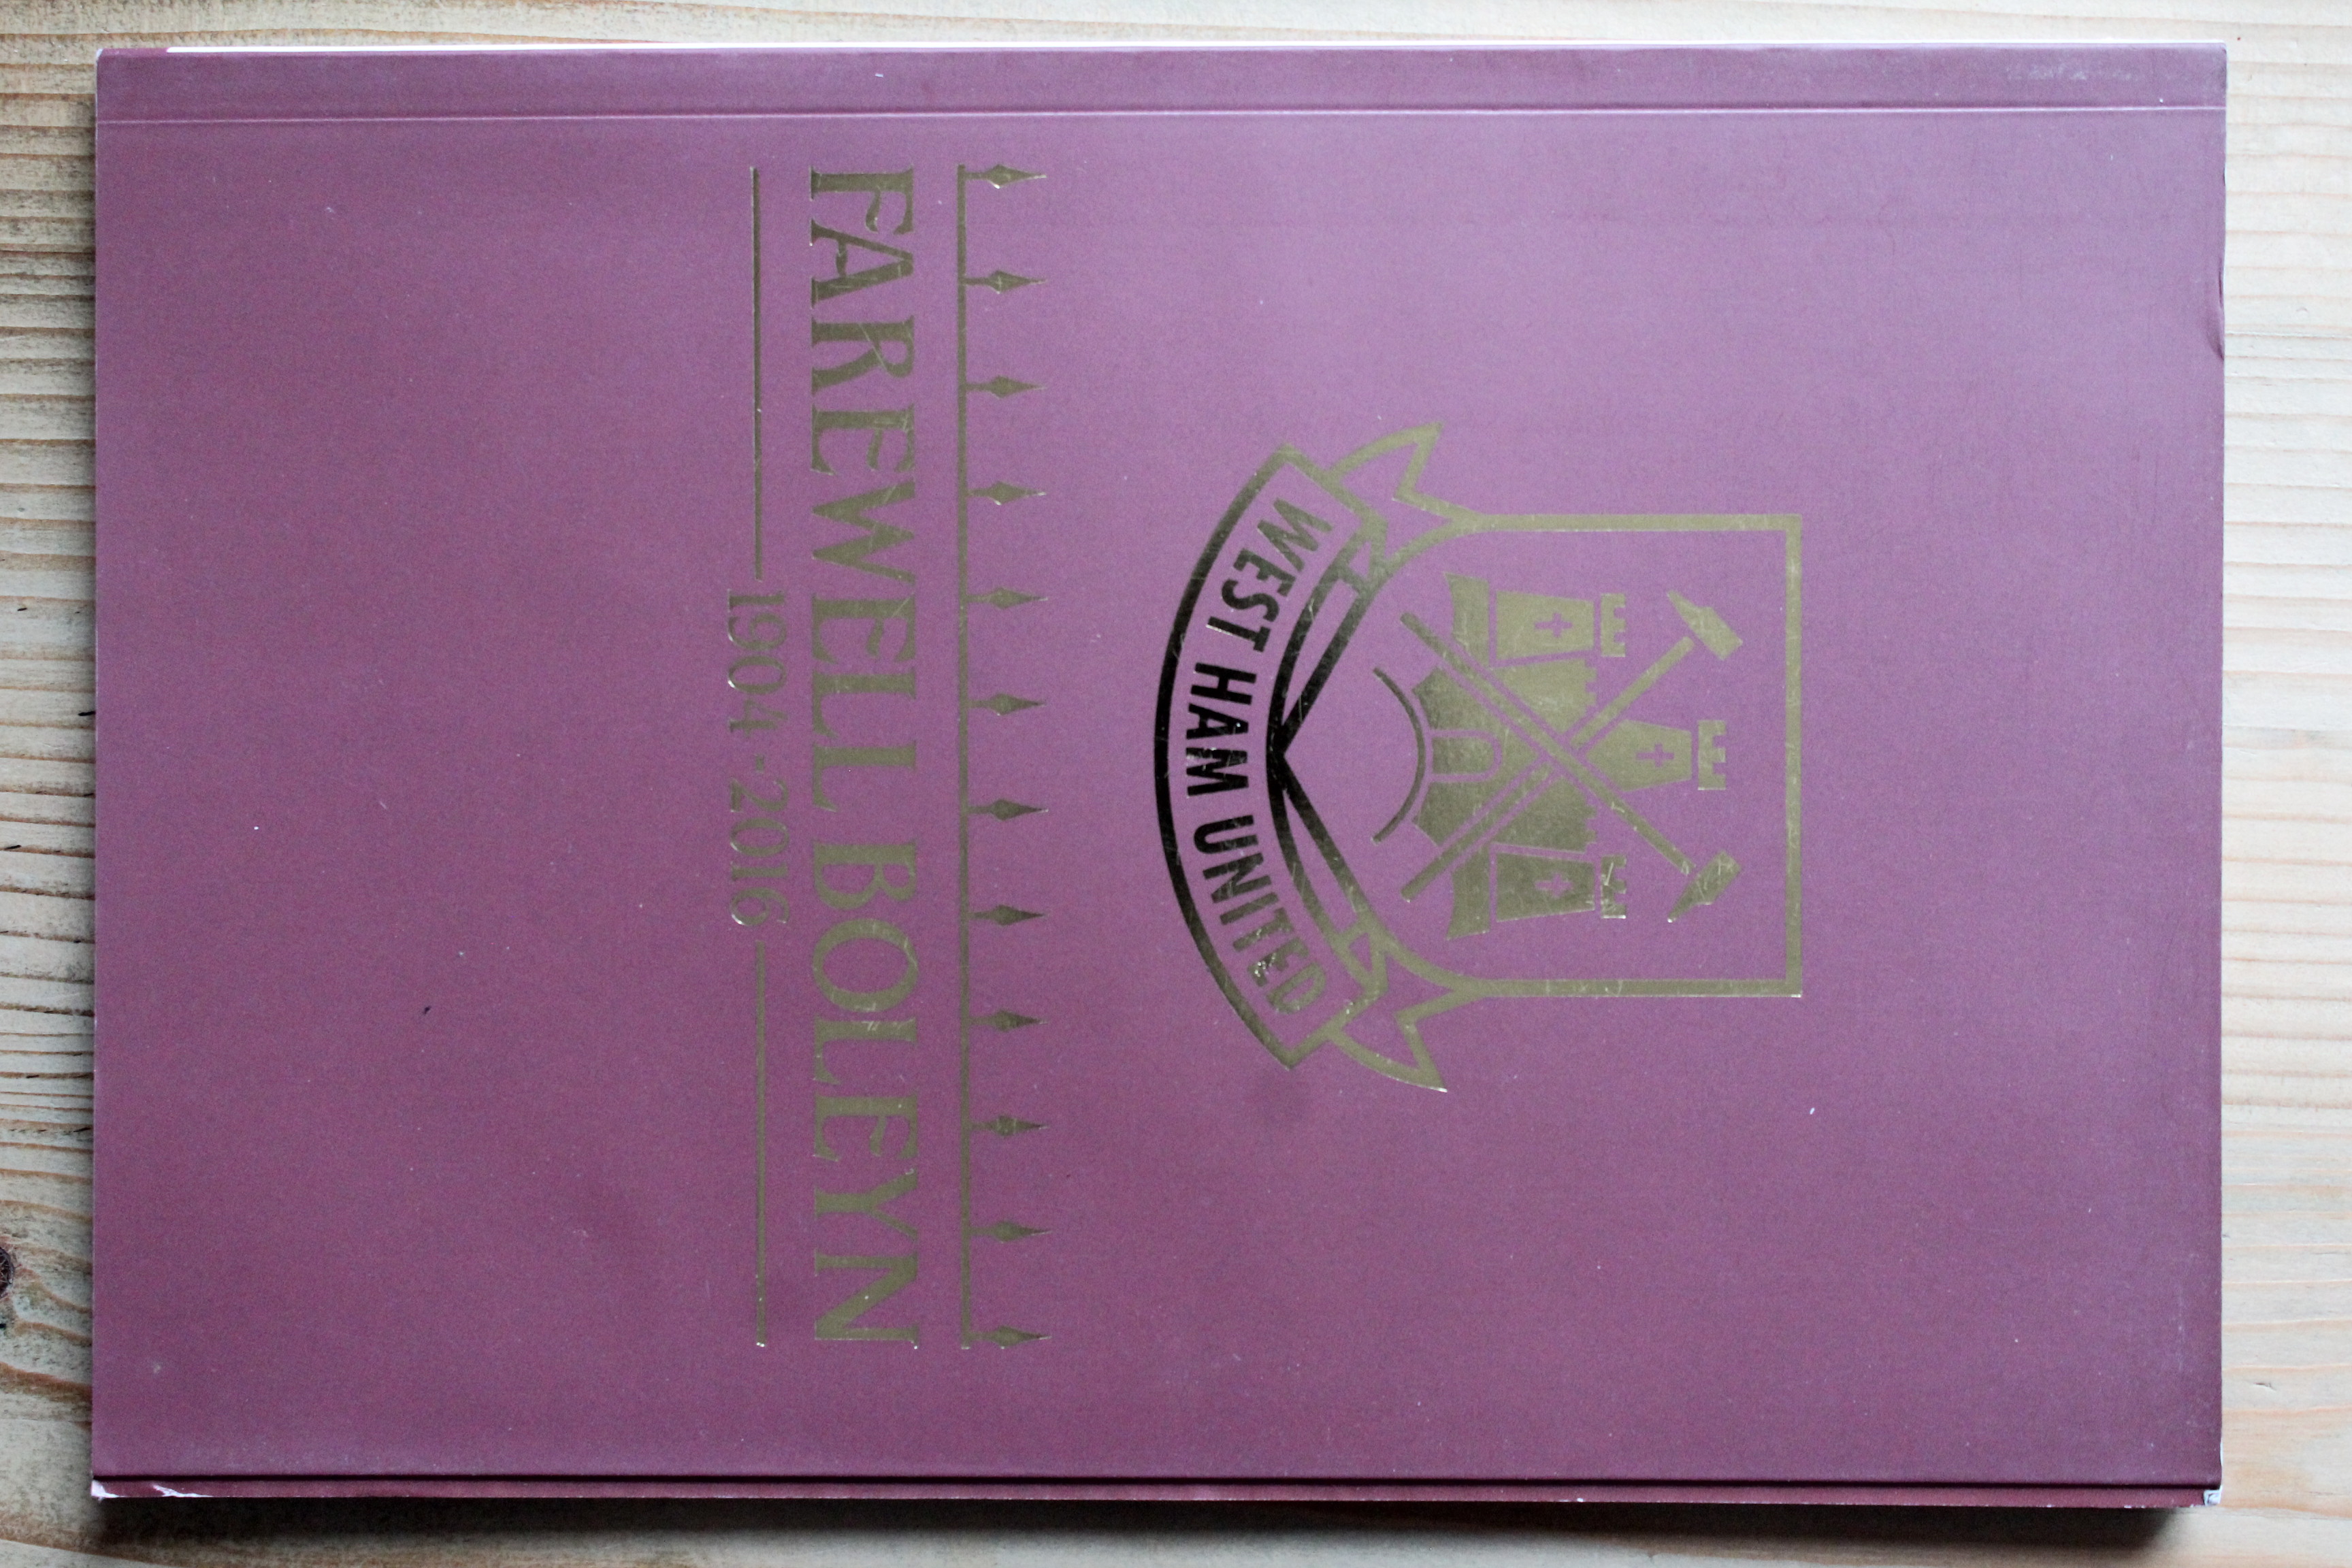 WEST HAM UNITED
FAREWELL BOLEYN
1904 - 2016